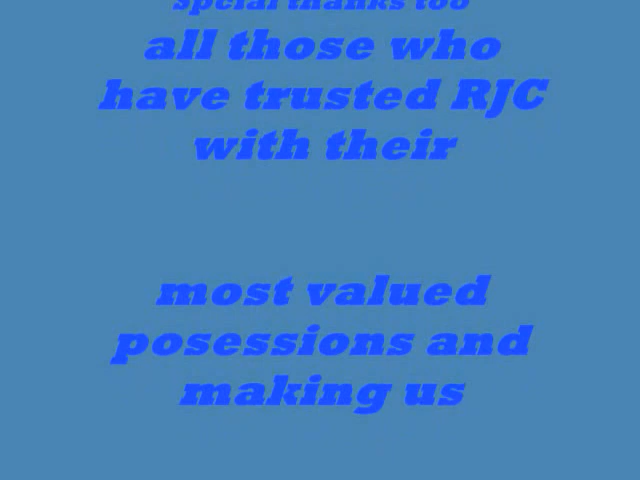 Spcial thanks too
all those who
have trusted RJC
with their
most valued
posessions and
making us